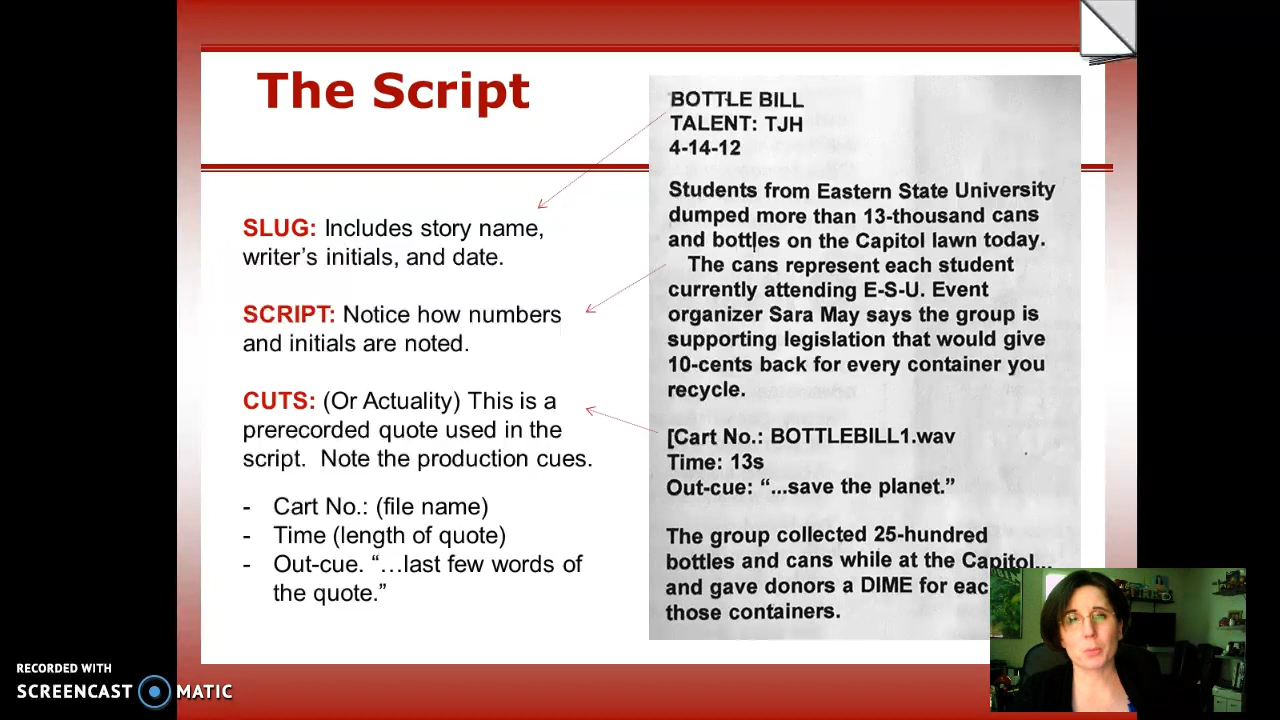 The Script
SLUG: Includes story name,
writer's initials, and date.
SCRIPT: Notice how numbers
and initials are noted.
CUTS: (Or Actuality) This is a
prerecorded quote used in the
script. Note the production cues.
- Cart No.: (file name)
- Time (length of quote)
- Out-cue. “…last few words of
the quote.”
BOTTLE BILL
TALENT: TJH
4-14-12
Students from Eastern State University
dumped more than 13-thousand cans
and bottles on the Capitol lawn today.
The cans represent each student
currently attending E-S-U. Event
organizer Sara May says the group is
supporting legislation that would give
10-cents back for every container you
recycle.
[Cart No.: BOTTLEBILL1.wav
Time: 13s
Out-cue: “...save the planet.”
The group collected 25-hundred
bottles and cans while at the Capitol...
and gave donors a DIME for
those containers.
RECORDED WITH
SCREENCAST MATIC